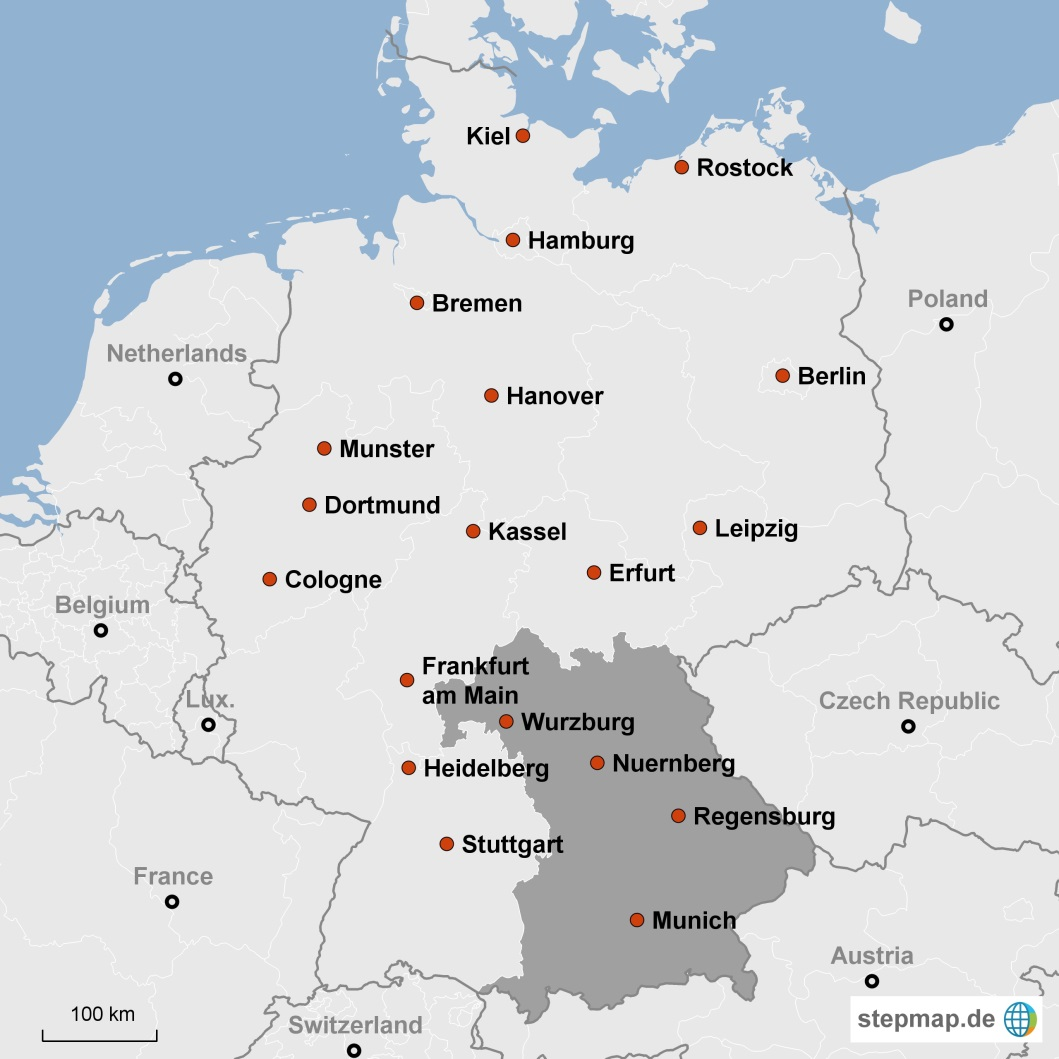 Kiel
Rostock
Hamburg
Bremen
Poland
Netherlands
Berlin
Hanover
Munster
Dortmund
Kassel
Leipzig
Erfurt
Cologne
Belgium
Frankfurt
am Main
Lux.
Czech Republic
Wurzburg
Nuernberg
Heidelberg
Regensburg
Stuttgart
France
Munich
Austria
100 km
Switzerland
stepmap.de